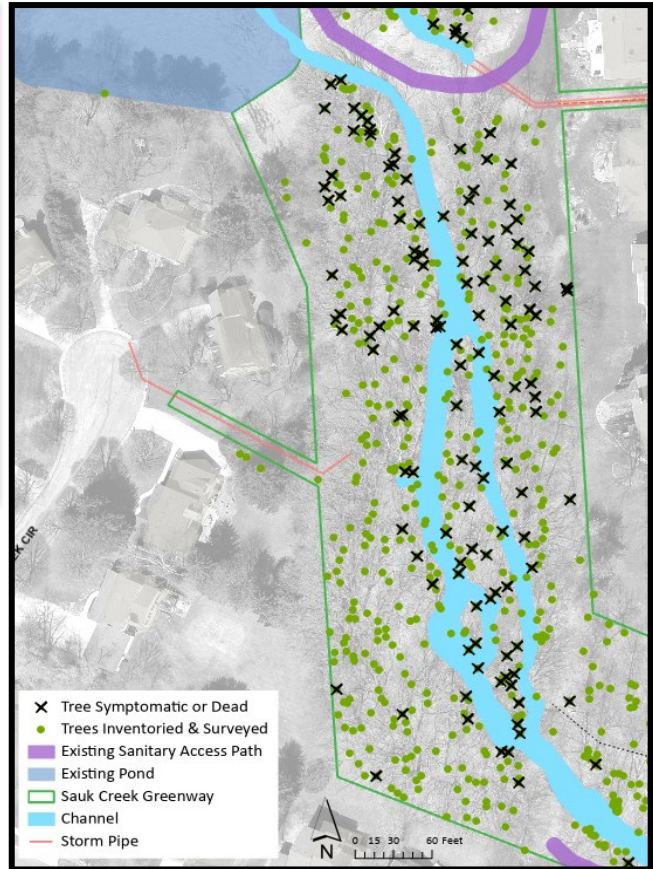 EK CIR
Tree Symptomatic or Dead
Trees Inventoried & Surveyed
Existing Sanitary Access Path
Existing Pond
Sauk Creek Greenway
Channel
Storm Pipe
N
0 15 30 60 Feet